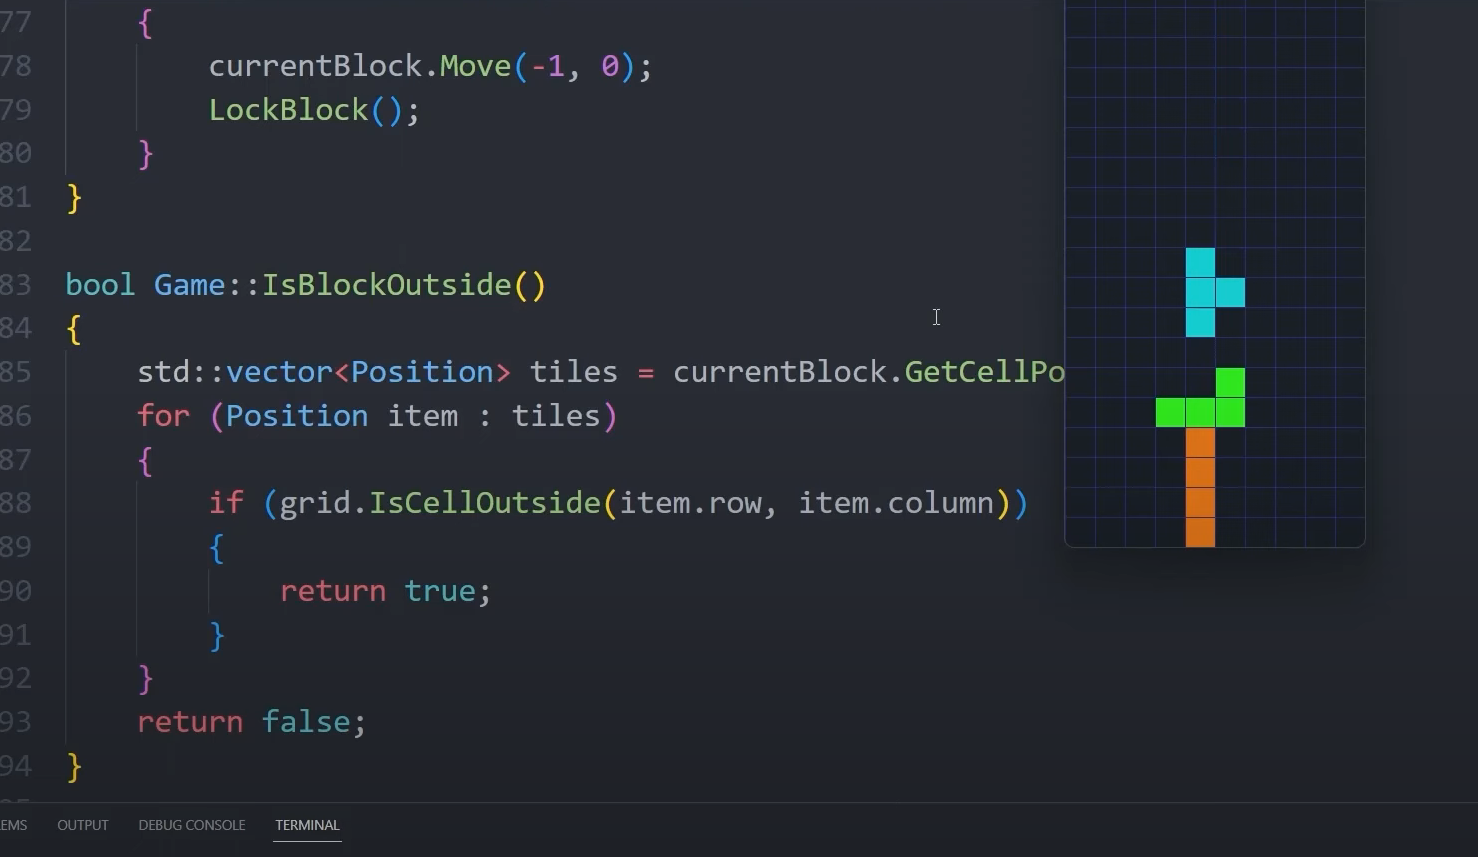 77 {
78 currentBlock.Move(-1, 0);
79 LockBlock();
80 }
81 }
82
83 bool Game::IsBlockOutside()
84 {
85 std::vector<Position> tiles = currentBlock.GetCellPo
86 for (Position item : tiles)
87 {
88 if (grid.IsCellOutside(item.row, item.column))
89 {
90 return true;
91 }
92 }
93 return false;
94 }
EMS OUTPUT DEBUG CONSOLE TERMINAL